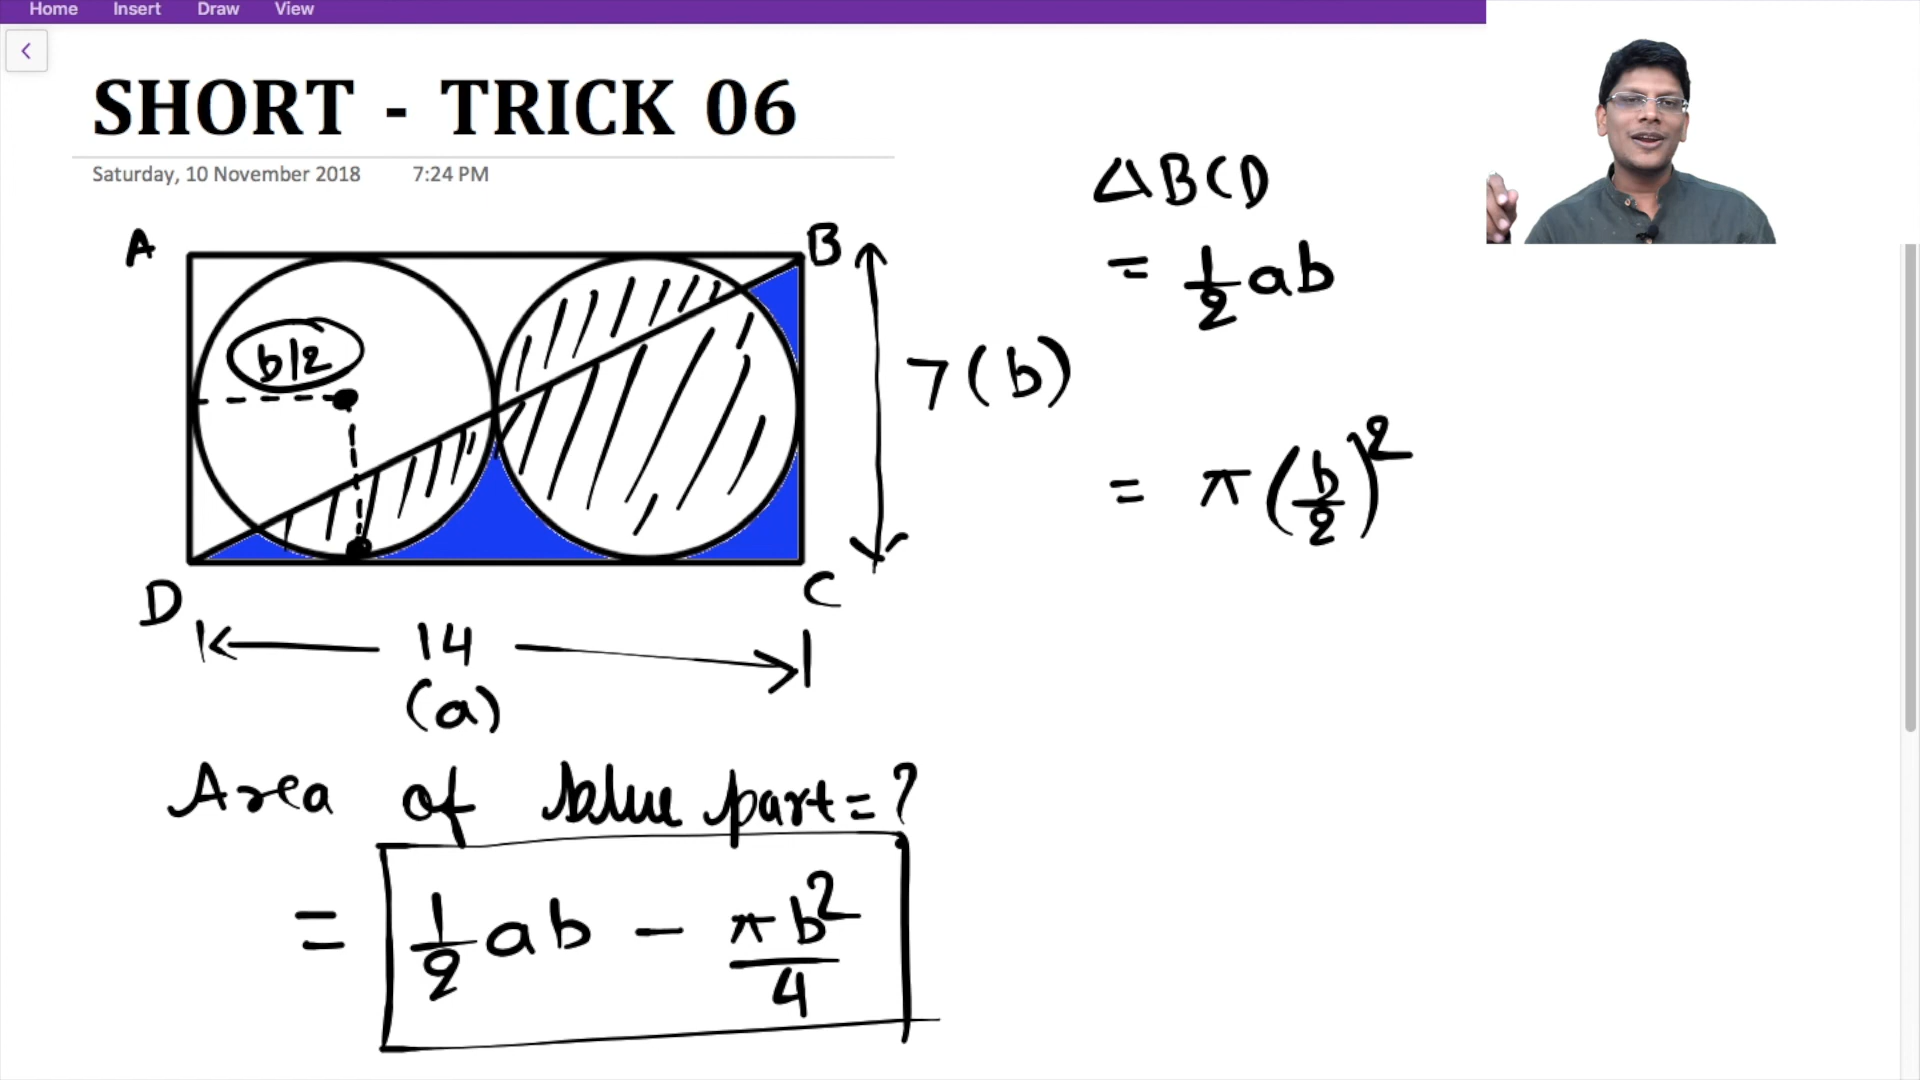 Home Insert Draw View
SHORT - TRICK 06
Saturday, 10 November 2018 7:24 PM
A
B
b/2
7 (b)
D
C
14
(a)
Area of blue part = ?
= 1/2 ab - πb²/4
△BCD
= 1/2 ab
= π(b/2)²